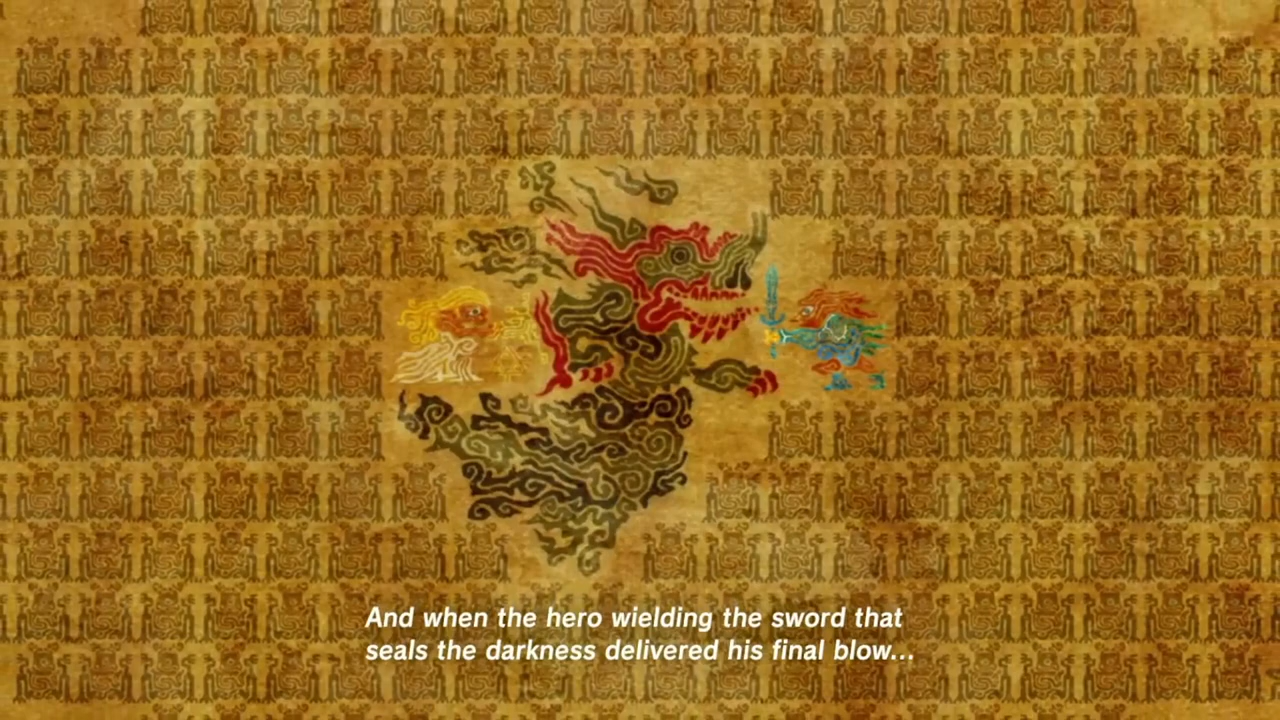 And when the hero wielding the sword that
seals the darkness delivered his final blow...